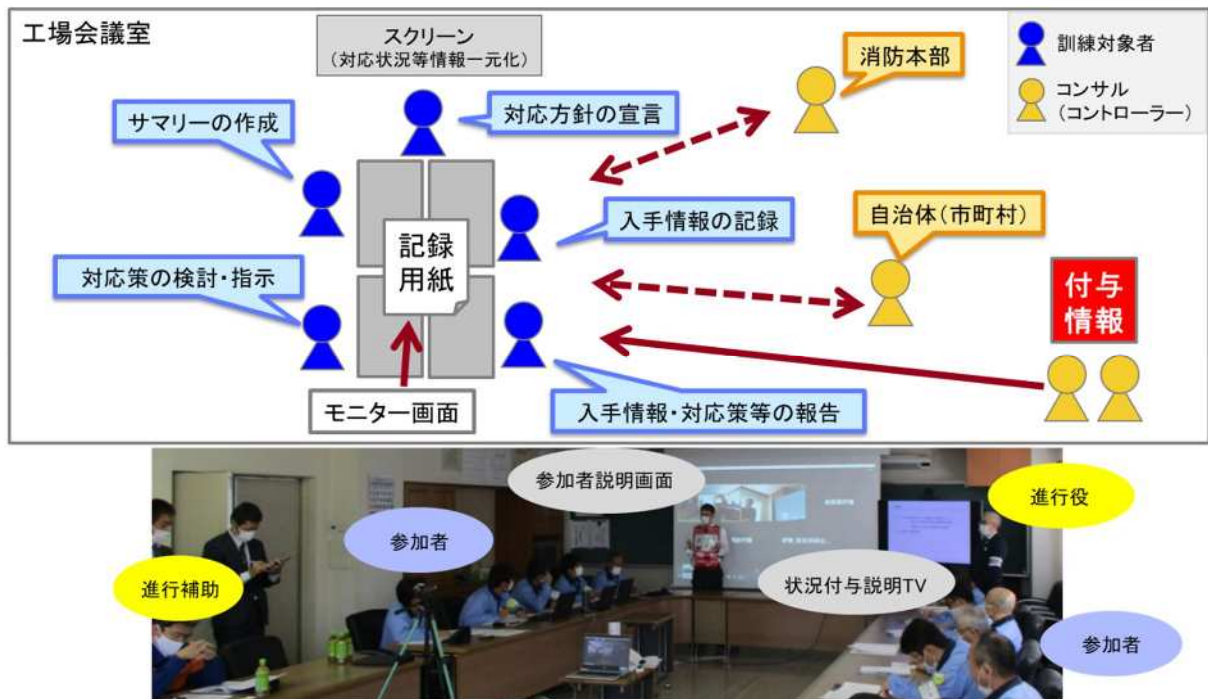 工場会議室
スクリーン
(対応状況等情報一元化)
消防本部
訓練対象者
コンサル
(コントローラー)
サマリーの作成
対応方針の宣言
自治体(市町村)
入手情報の記録
記録
用紙
対応策の検討・指示
付与
情報
モニター画面
入手情報・対応策等の報告
参加者説明画面
進行役
参加者
進行補助
状況付与説明TV
参加者